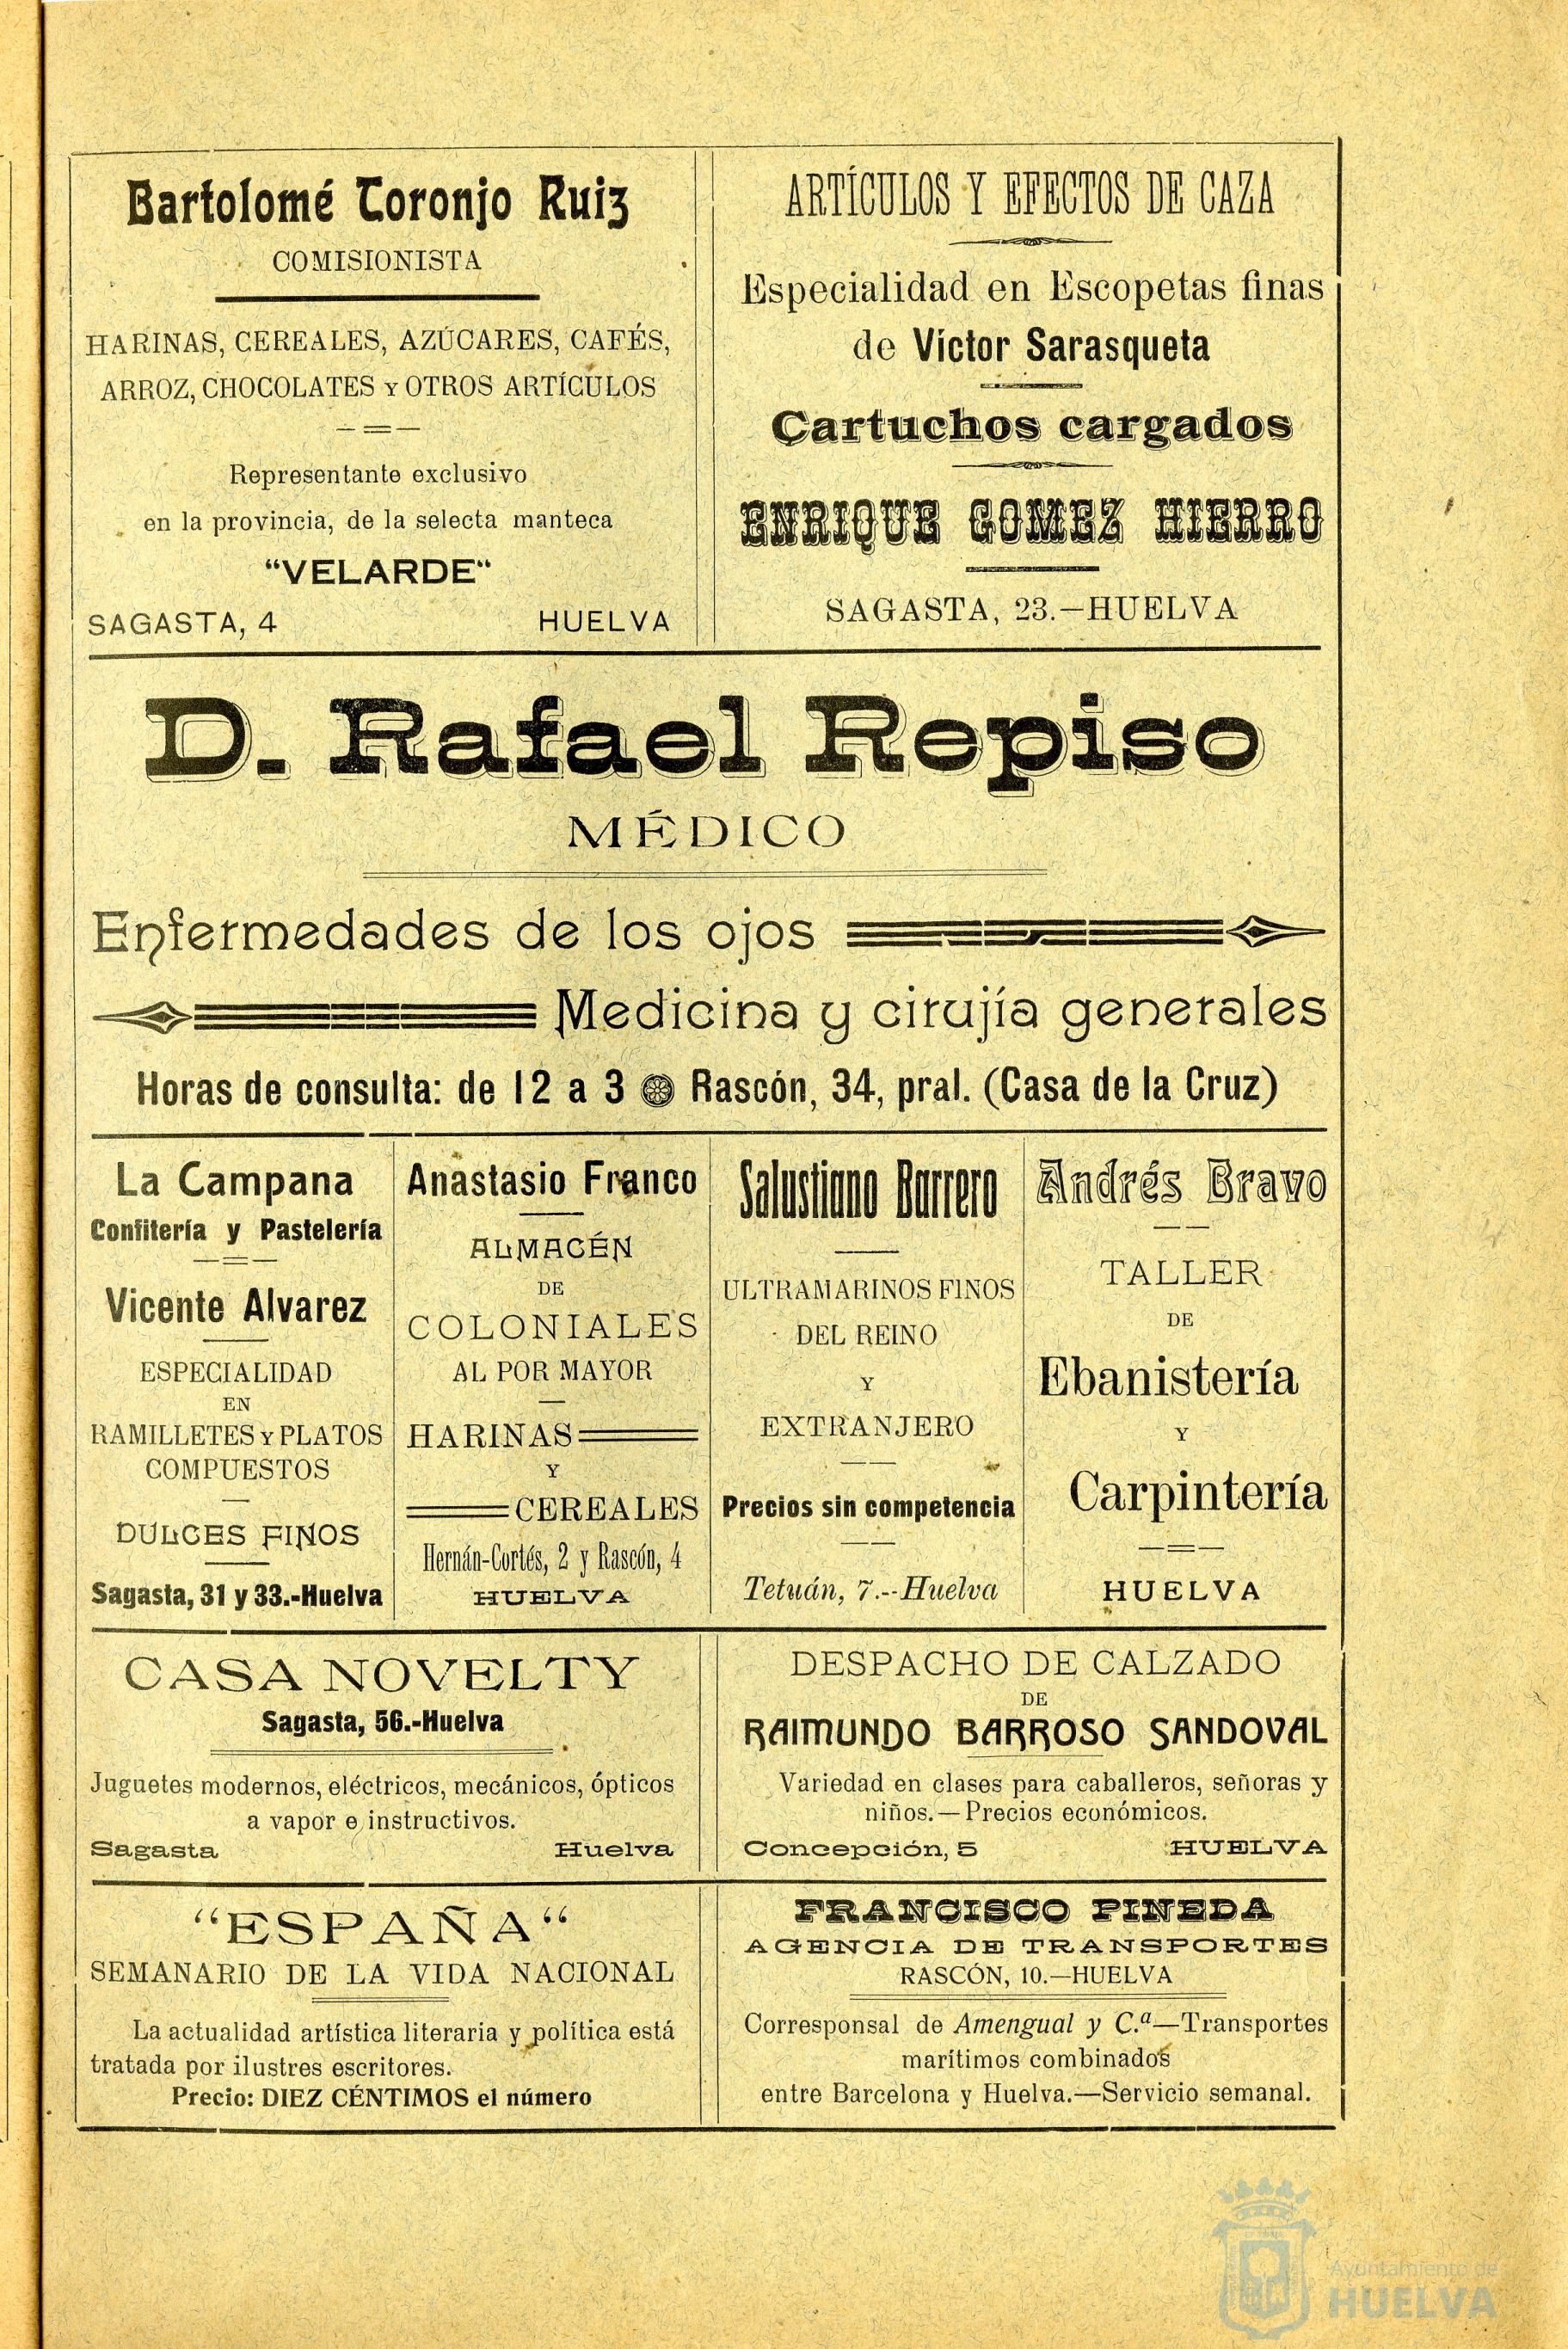 Bartolomé Toronjo Ruiz
COMISIONISTA
HARINAS, CEREALES, AZÚCARES, CAFÉS,
ARROZ, CHOCOLATES Y OTROS ARTÍCULOS
Representante exclusivo
en la provincia, de la selecta manteca
“VELARDE“
SAGASTA, 4 HUELVA
ARTÍCULOS Y EFECTOS DE CAZA
Especialidad en Escopetas finas
de Víctor Sarasqueta
Cartuchos cargados
ENRIQUE GOMEZ HIERRO
SAGASTA, 23.—HUELVA
D. Rafael Repiso
MÉDICO
Enfermedades de los ojos
Medicina y cirujía generales
Horas de consulta: de 12 a 3 Rascón, 34, pral. (Casa de la Cruz)
La Campana
Confitería y Pastelería
Vicente Alvarez
ESPECIALIDAD
EN
RAMILLETES Y PLATOS
COMPUESTOS
DULCES FINOS
Sagasta, 31 y 33.-Huelva
Anastasio Franco
ALMACÉN
DE
COLONIALES
AL POR MAYOR
HARINAS
Y
CEREALES
Hernán-Cortés, 2 y Rascón, 4
HUELVA
Salustiano Barrero
ULTRAMARINOS FINOS
DEL REINO
Y
EXTRANJERO
Precios sin competencia
Tetuán, 7.--Huelva
Andrés Bravo
TALLER
DE
Ebanistería
Y
Carpintería
HUELVA
CASA NOVELTY
Sagasta, 56.-Huelva
Juguetes modernos, eléctricos, mecánicos, ópticos
a vapor e instructivos.
Sagasta Huelva
DESPACHO DE CALZADO
DE
RAIMUNDO BARROSO SANDOVAL
Variedad en clases para caballeros, señoras y
niños.—Precios económicos.
Concepción, 5 HUELVA
“ESPAÑA“
SEMANARIO DE LA VIDA NACIONAL
La actualidad artística literaria y política está
tratada por ilustres escritores.
Precio: DIEZ CÉNTIMOS el número
FRANCISCO PINEDA
AGENCIA DE TRANSPORTES
RASCÓN, 10.—HUELVA
Corresponsal de Amengual y C.ª—Transportes
marítimos combinados
entre Barcelona y Huelva.—Servicio semanal.
Ayuntamiento de
HUELVA